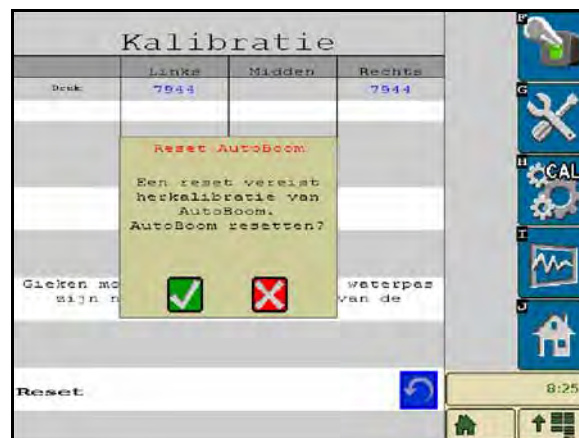 Kalibratie
Links Midden Rechts
Druk 7944 7944
Reset AutoBoom
Een reset vereist
herkalibratie van
AutoBoom.
AutoBoom resetten?
Gieken mo waterpas
zijn n van de
Reset
F
G
H
CAL
I
J
8:25